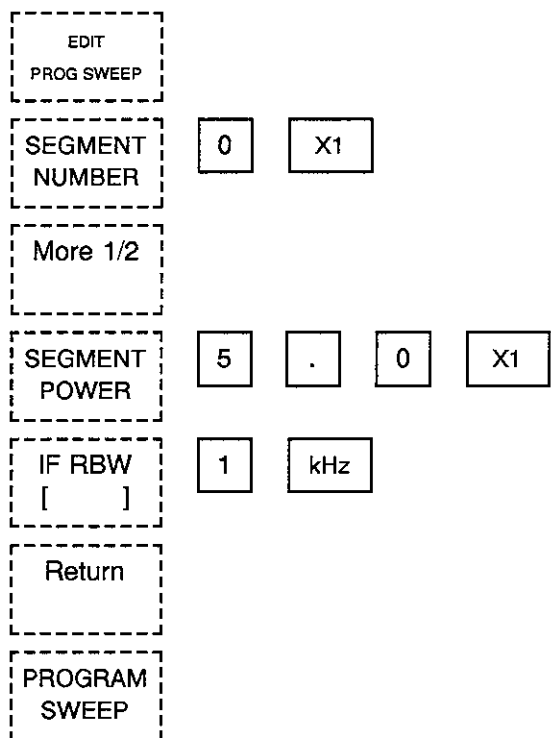 EDIT
PROG SWEEP
SEGMENT
NUMBER
0 X1
More 1/2
SEGMENT
POWER
5 . 0 X1
IF RBW
[ ]
1 kHz
Return
PROGRAM
SWEEP